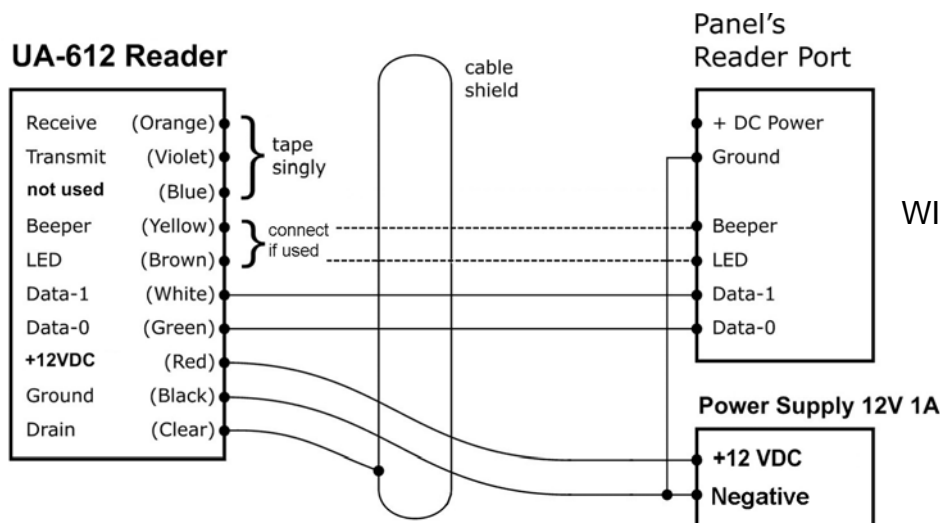 UA-612 Reader
Receive (Orange)
Transmit (Violet)
not used (Blue)
Beeper (Yellow)
LED (Brown)
Data-1 (White)
Data-0 (Green)
+12VDC (Red)
Ground (Black)
Drain (Clear)
tape
singly
connect
if used
cable
shield
Panel's
Reader Port
+ DC Power
Ground
Beeper
LED
Data-1
Data-0
WI
Power Supply 12V 1A
+12 VDC
Negative